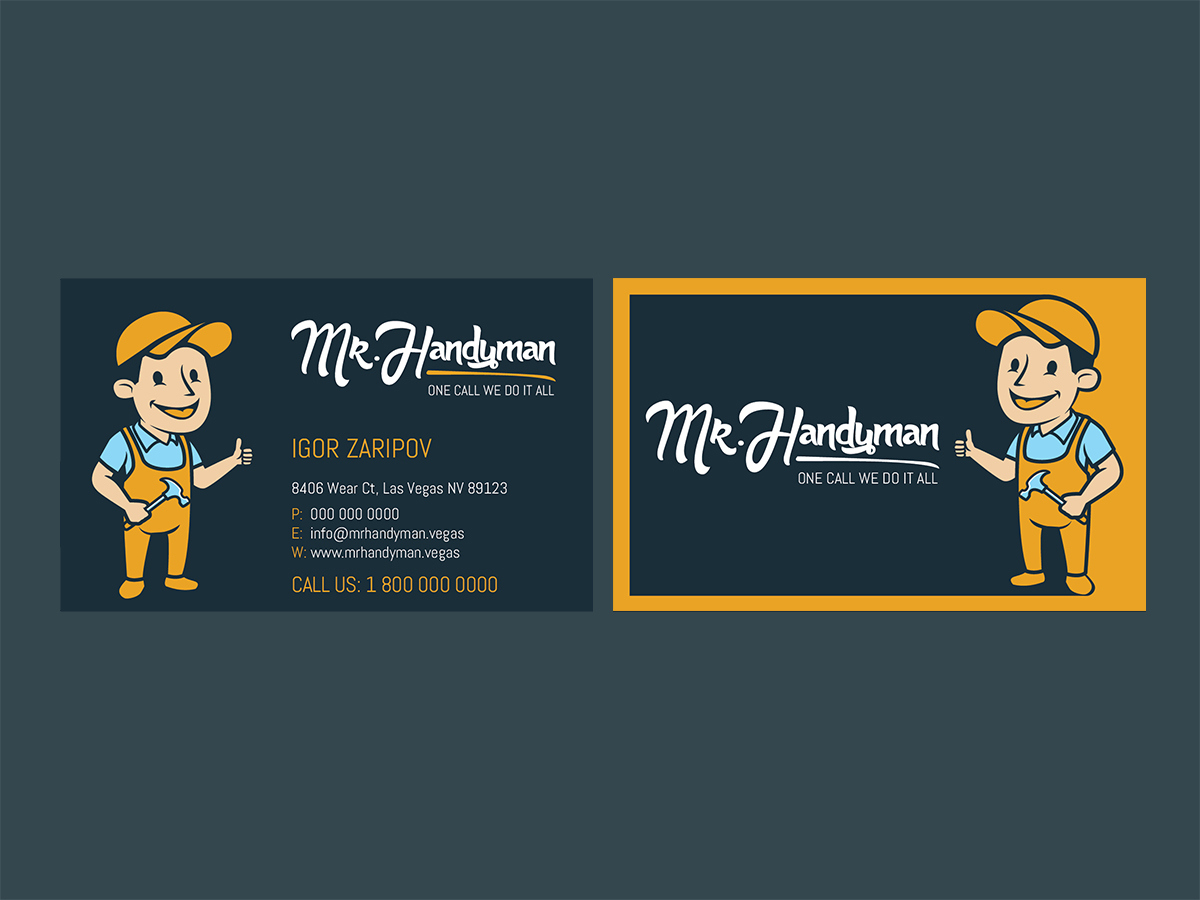 Mr. Handyman
ONE CALL WE DO IT ALL
IGOR ZARIPOV
8406 Wear Ct, Las Vegas NV 89123
P: 000 000 0000
E: info@mrhandyman.vegas
W: www.mrhandyman.vegas
CALL US: 1 800 000 0000
Mr. Handyman
ONE CALL WE DO IT ALL